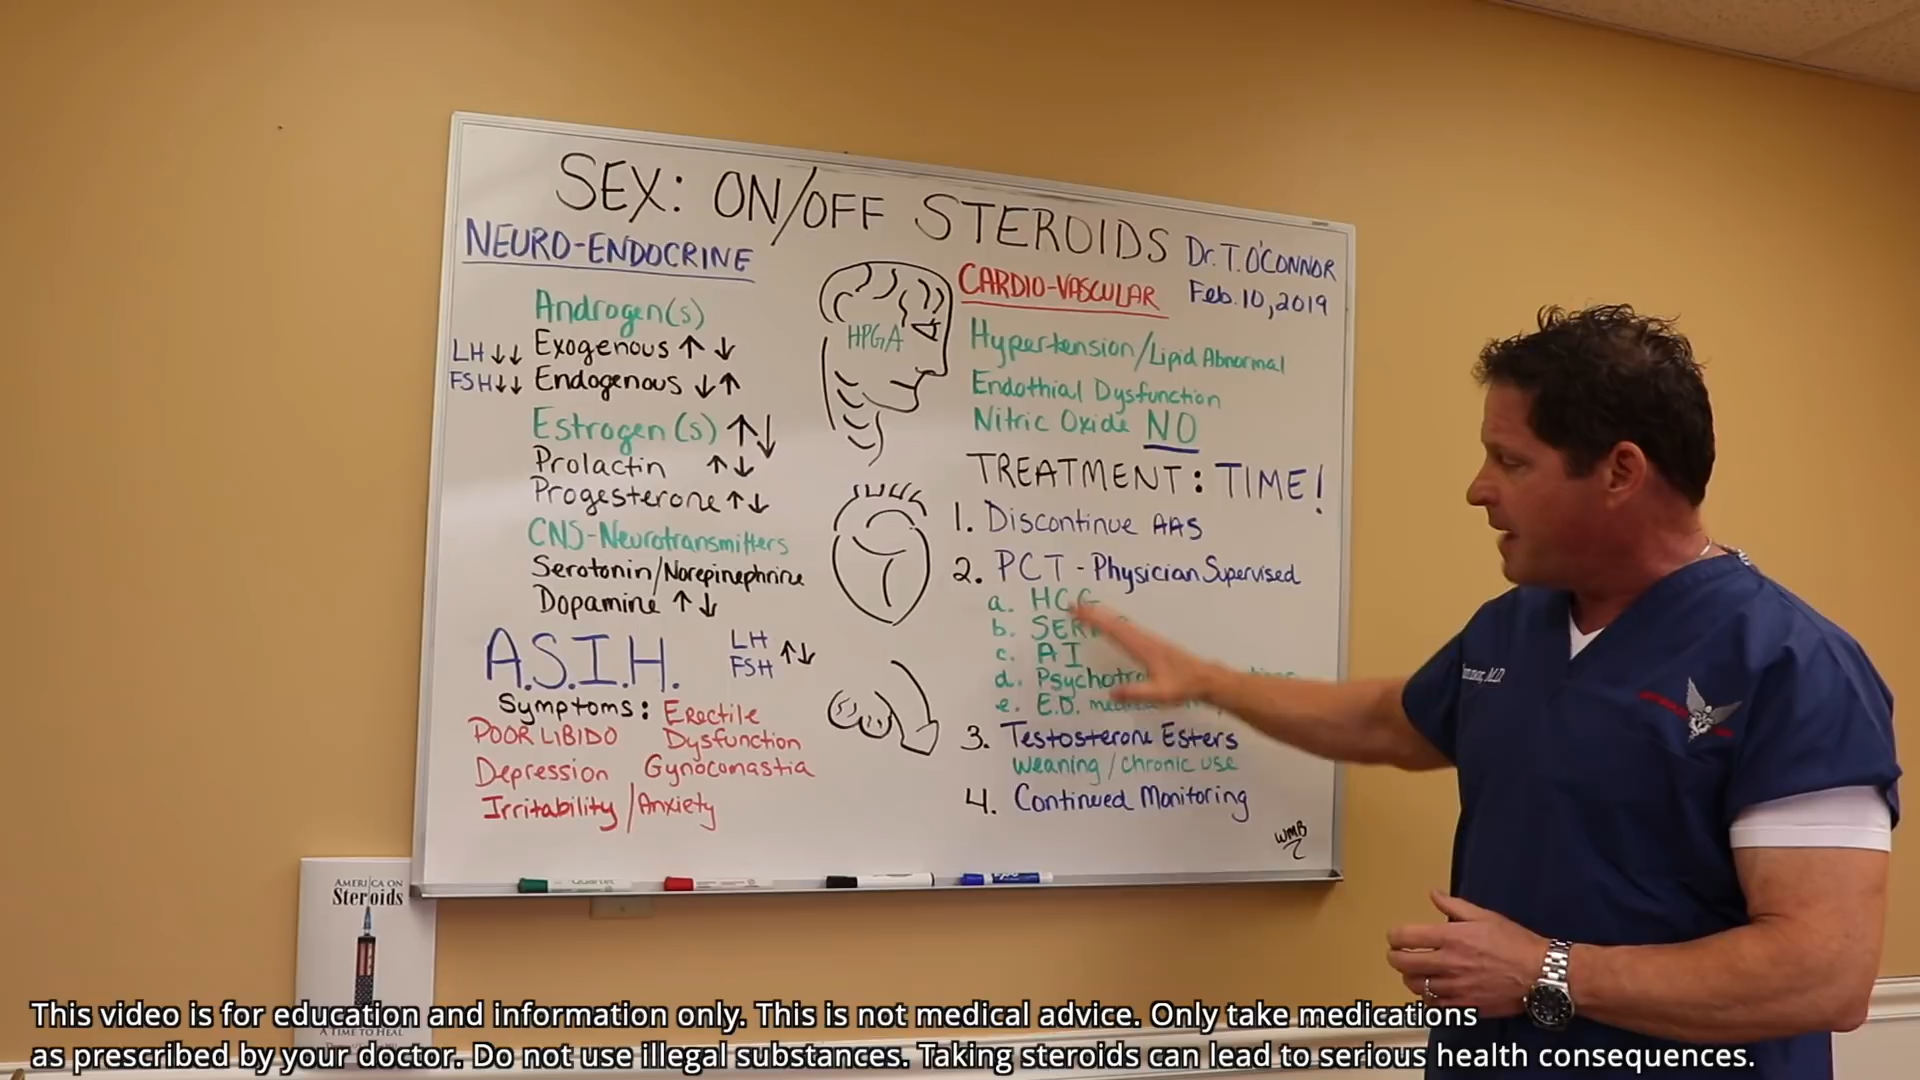 SEX: ON/OFF STEROIDS
Dr. T. O'CONNOR
Feb. 10, 2019
NEURO-ENDOCRINE
Androgen(s)
LH ↓↓ Exogenous ↑ ↓
FSH ↓↓ Endogenous ↓ ↑
Estrogen(s) ↑↓
Prolactin ↑↓
Progesterone ↑↓
CNS-Neurotransmitters
Serotonin/Norepinephrine
Dopamine ↑↓
A.S.I.H.
LH
FSH ↑↓
Symptoms: Erectile
POOR LIBIDO Dysfunction
Depression Gynocomastia
Irritability/Anxiety
HPGA
CARDIO-VASCULAR
Hypertension/Lipid Abnormal
Endothial Dysfunction
Nitric Oxide NO
TREATMENT: TIME!
1. Discontinue AAS
2. PCT - Physician Supervised
a. HCG
b.
c. AI
d.
e. E.D.
3. Testosterone Esters
Weaning/chronic use
4. Continued Monitoring
WMB
AMERICA ON
Steroids
A TIME TO HEAL
M.D.
This video is for education and information only. This is not medical advice. Only take medications
as prescribed by your doctor. Do not use illegal substances. Taking steroids can lead to serious health consequences.